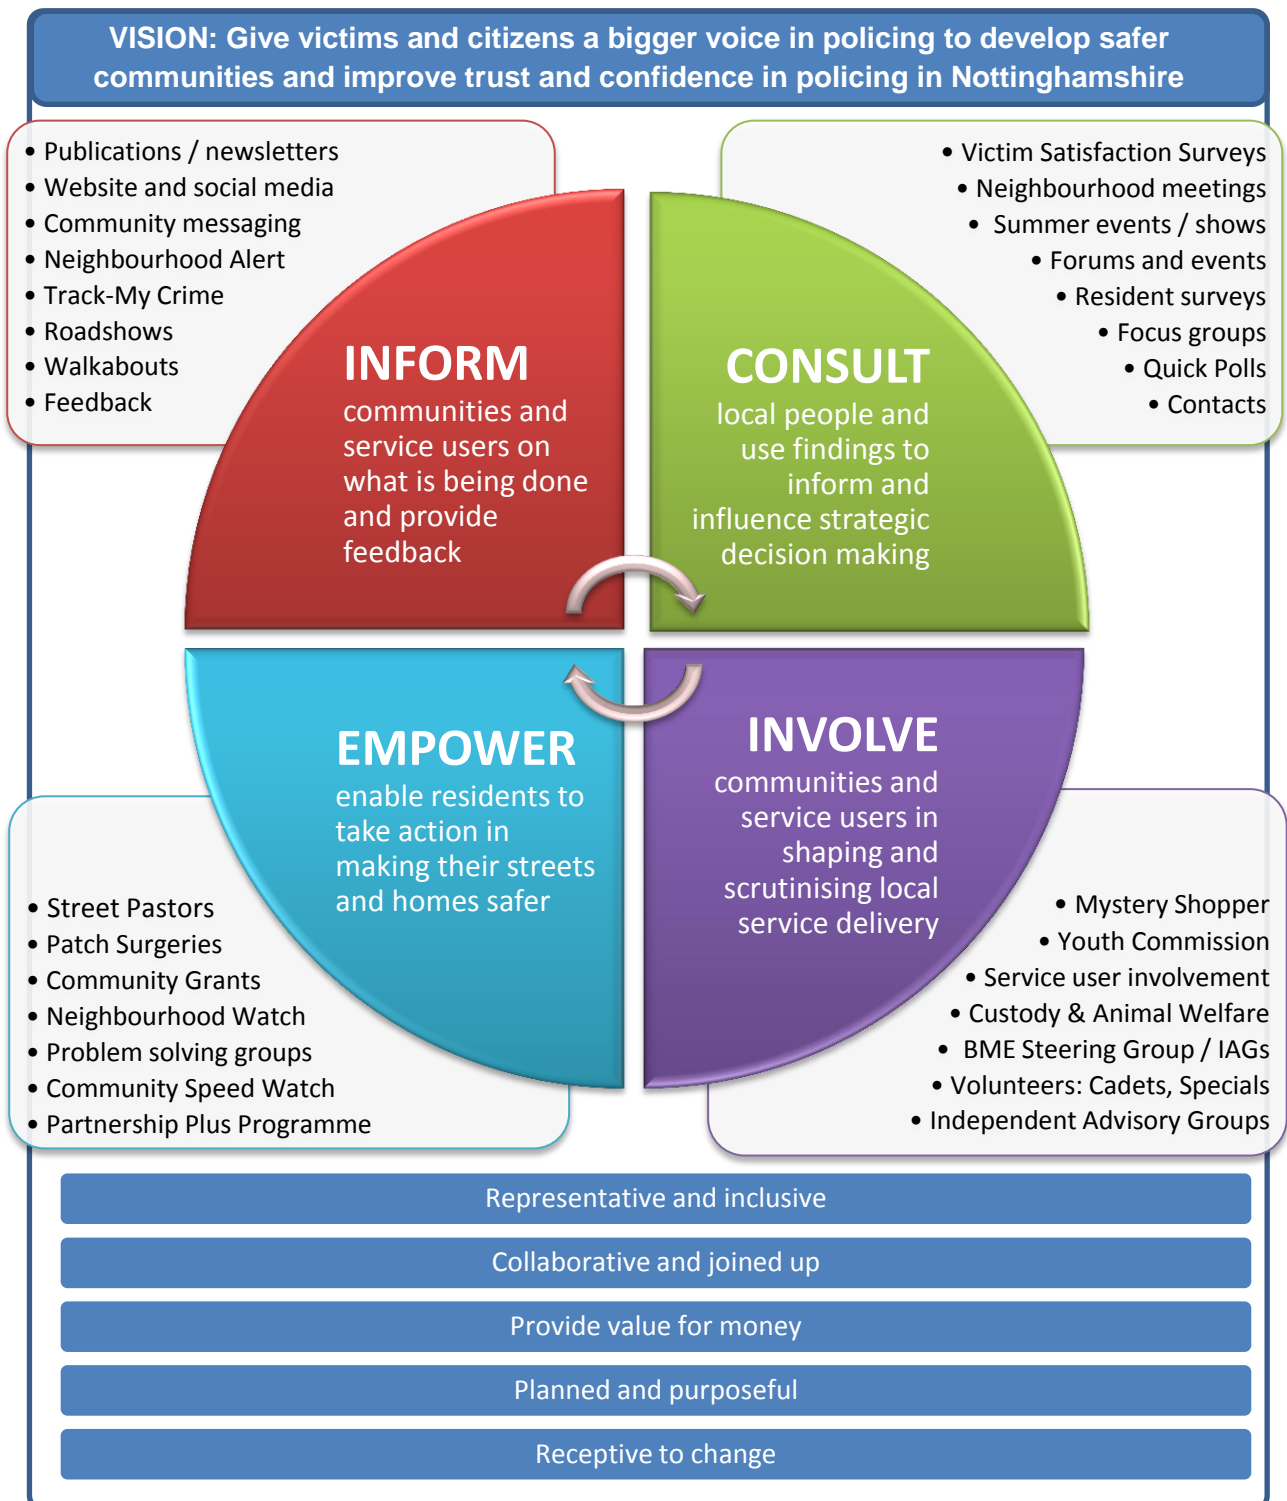 VISION: Give victims and citizens a bigger voice in policing to develop safer
communities and improve trust and confidence in policing in Nottinghamshire
• Publications / newsletters
• Website and social media
• Community messaging
• Neighbourhood Alert
• Track-My Crime
• Roadshows
• Walkabouts
• Feedback
• Victim Satisfaction Surveys
• Neighbourhood meetings
• Summer events / shows
• Forums and events
• Resident surveys
• Focus groups
• Quick Polls
• Contacts
INFORM
communities and
service users on
what is being done
and provide
feedback
CONSULT
local people and
use findings to
inform and
influence strategic
decision making
EMPOWER
enable residents to
take action in
making their streets
and homes safer
INVOLVE
communities and
service users in
shaping and
scrutinising local
service delivery
• Street Pastors
• Patch Surgeries
• Community Grants
• Neighbourhood Watch
• Problem solving groups
• Community Speed Watch
• Partnership Plus Programme
• Mystery Shopper
• Youth Commission
• Service user involvement
• Custody & Animal Welfare
• BME Steering Group / IAGs
• Volunteers: Cadets, Specials
• Independent Advisory Groups
Representative and inclusive
Collaborative and joined up
Provide value for money
Planned and purposeful
Receptive to change